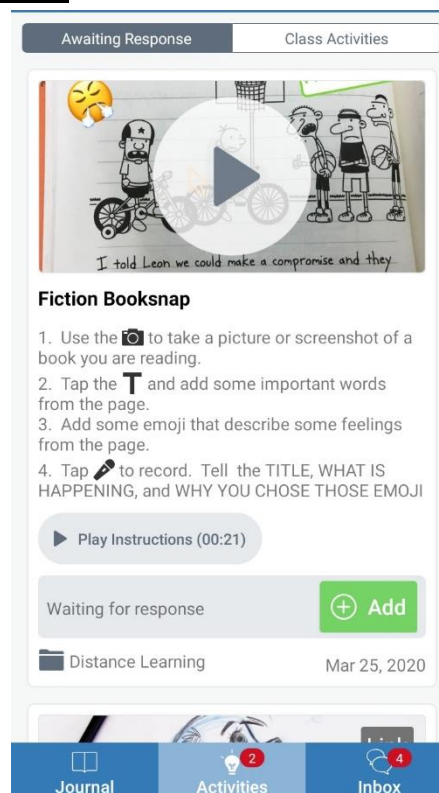 Awaiting Response
Class Activities
I told Leon we could make a compromise and they
Fiction Booksnap
1. Use the to take a picture or screenshot of a
book you are reading.
2. Tap the T and add some important words
from the page.
3. Add some emoji that describe some feelings
from the page.
4. Tap to record. Tell the TITLE, WHAT IS
HAPPENING, and WHY YOU CHOSE THOSE EMOJI
Play Instructions (00:21)
Waiting for response
Add
Distance Learning
Mar 25, 2020
2
4
Journal
Activities
Inbox